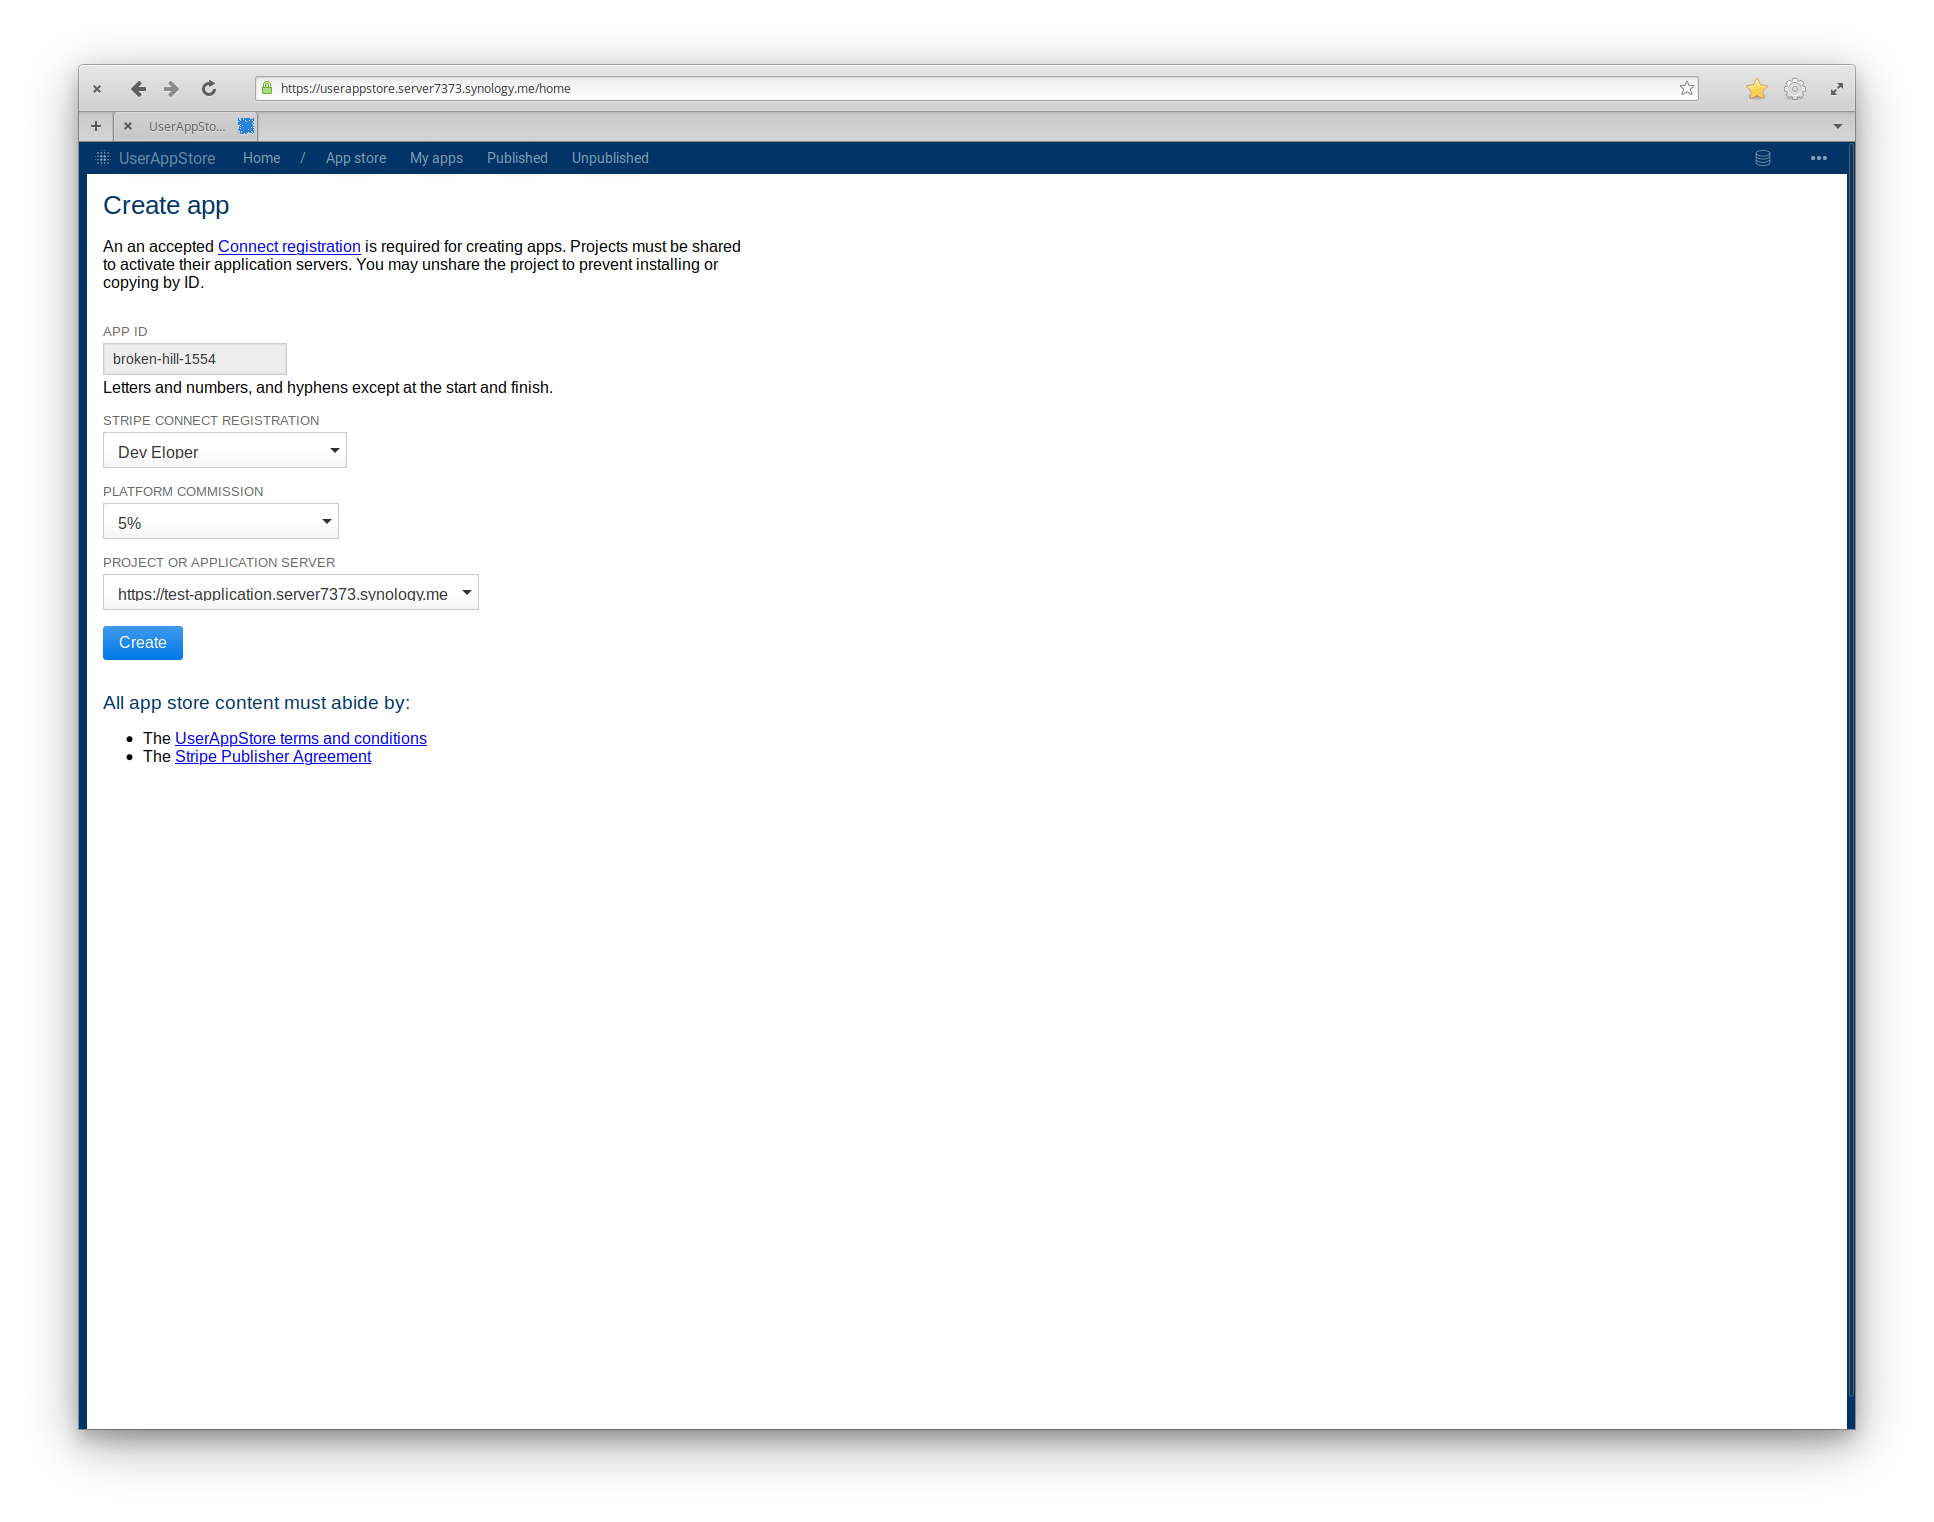 https://userappstore.server7373.synology.me/home
UserAppSto...
UserAppStore Home / App store My apps Published Unpublished
Create app
An an accepted Connect registration is required for creating apps. Projects must be shared
to activate their application servers. You may unshare the project to prevent installing or
copying by ID.
APP ID
broken-hill-1554
Letters and numbers, and hyphens except at the start and finish.
STRIPE CONNECT REGISTRATION
Dev Eloper
PLATFORM COMMISSION
5%
PROJECT OR APPLICATION SERVER
https://test-application.server7373.synology.me
Create
All app store content must abide by:
The UserAppStore terms and conditions
The Stripe Publisher Agreement